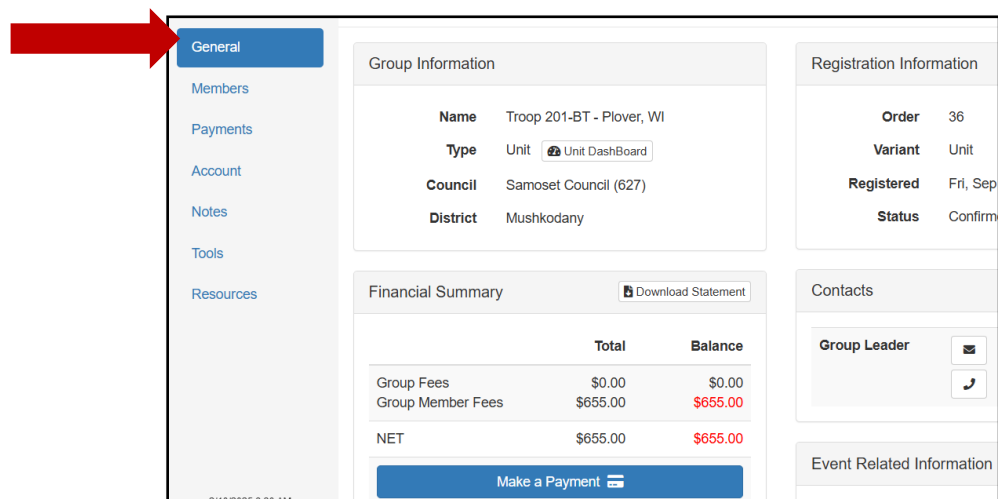 General
Members
Payments
Account
Notes
Tools
Resources
Group Information
Name Troop 201-BT - Plover, WI
Type Unit Unit DashBoard
Council Samoset Council (627)
District Mushkodany
Financial Summary Download Statement
Total Balance
Group Fees $0.00 $0.00
Group Member Fees $655.00 $655.00
NET $655.00 $655.00
Make a Payment
Registration Information
Order 36
Variant Unit
Registered Fri, Sep
Status
Contacts
Group Leader
Event Related Information